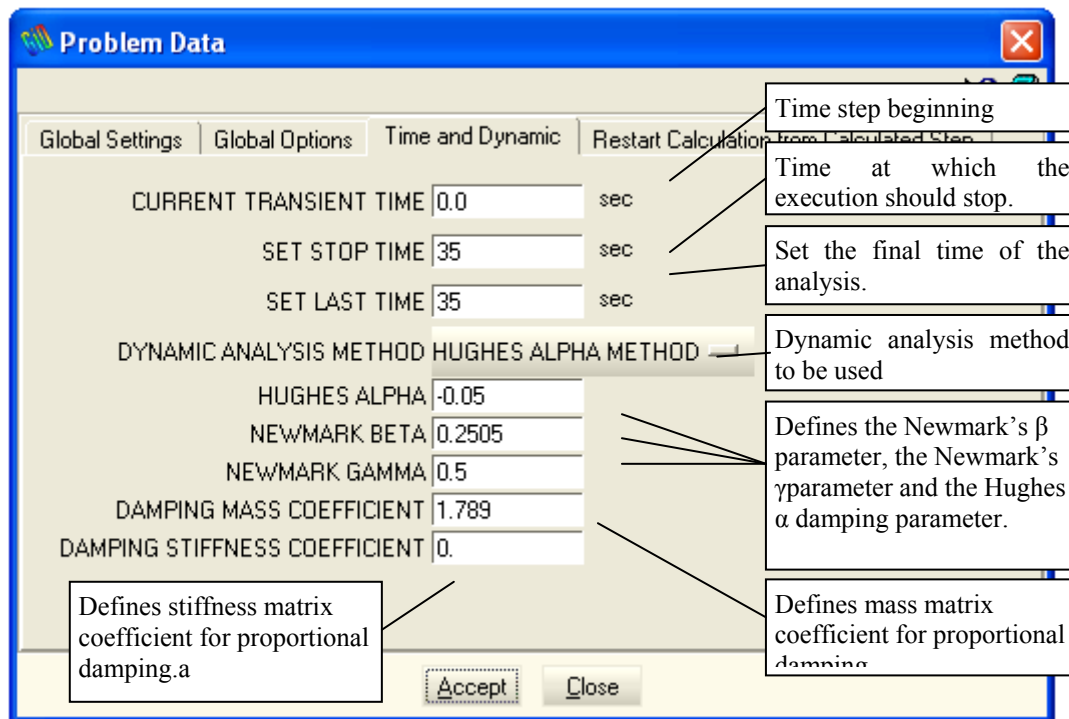 Problem Data
Time step beginning
Global Settings
Global Options
Time and Dynamic
Restart Calculation from Calculated Step
CURRENT TRANSIENT TIME 0.0 sec
Time at which the
execution should stop.
SET STOP TIME 35 sec
Set the final time of the
analysis.
SET LAST TIME 35 sec
DYNAMIC ANALYSIS METHOD HUGHES ALPHA METHOD
Dynamic analysis method
to be used
HUGHES ALPHA -0.05
NEWMARK BETA 0.2505
NEWMARK GAMMA 0.5
DAMPING MASS COEFFICIENT 1.789
DAMPING STIFFNESS COEFFICIENT 0.
Defines the Newmark’s β
parameter, the Newmark’s
γparameter and the Hughes
α damping parameter.
Defines stiffness matrix
coefficient for proportional
damping.a
Defines mass matrix
coefficient for proportional
damping
Accept
Close